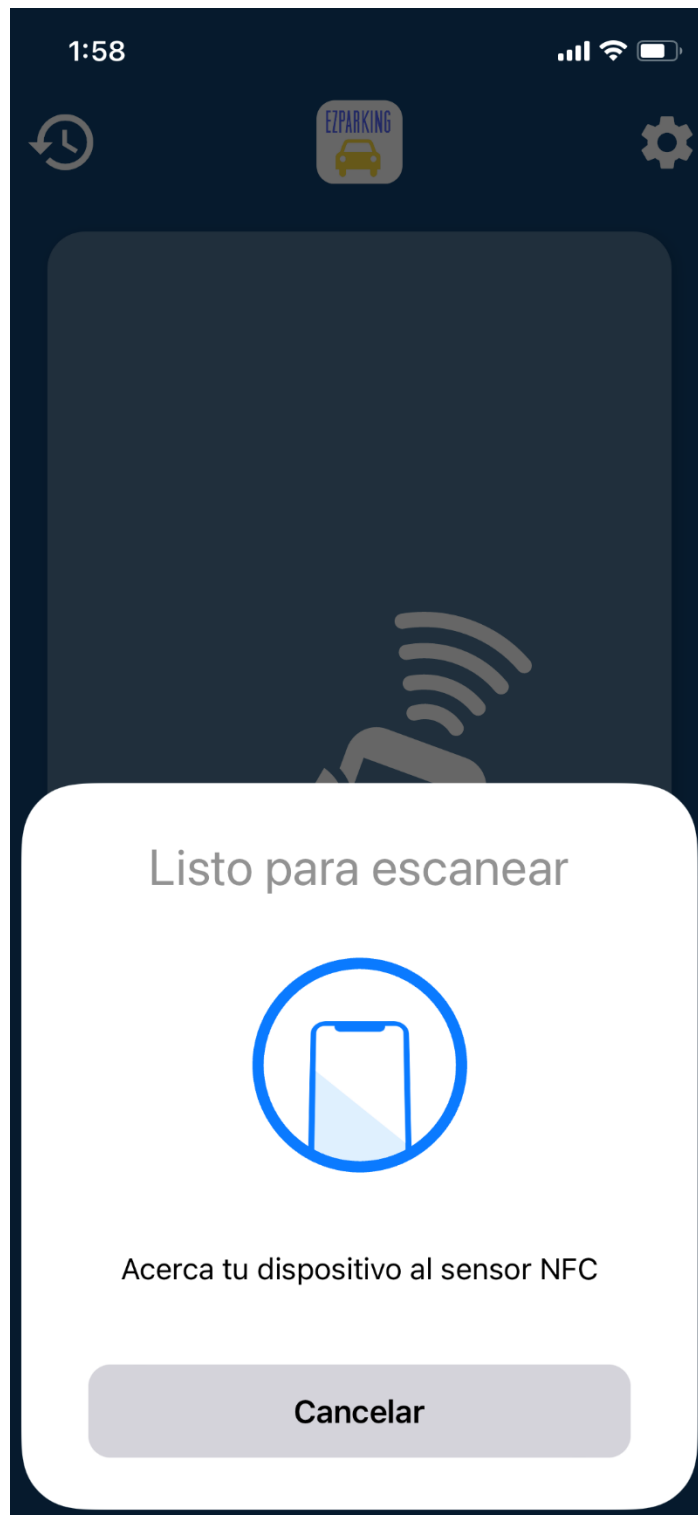 1:58
EZPARKING
Listo para escanear
Acerca tu dispositivo al sensor NFC
Cancelar